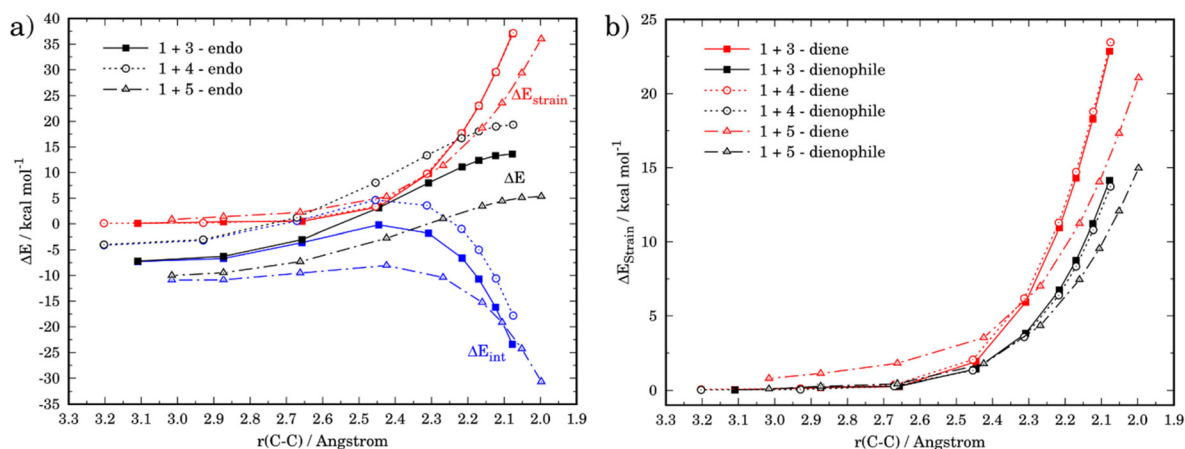 a)
1 + 3 - endo
1 + 4 - endo
1 + 5 - endo
ΔE / kcal mol⁻¹
40
35
30
25
20
15
10
5
0
-5
-10
-15
-20
-25
-30
-35
ΔE_strain
ΔE
ΔE_int
3.3 3.2 3.1 3.0 2.9 2.8 2.7 2.6 2.5 2.4 2.3 2.2 2.1 2.0 1.9
r(C-C) / Angstrom
b)
1 + 3 - diene
1 + 3 - dienophile
1 + 4 - diene
1 + 4 - dienophile
1 + 5 - diene
1 + 5 - dienophile
ΔE_Strain / kcal mol⁻¹
25
20
15
10
5
0
3.3 3.2 3.1 3.0 2.9 2.8 2.7 2.6 2.5 2.4 2.3 2.2 2.1 2.0 1.9
r(C-C) / Angstrom